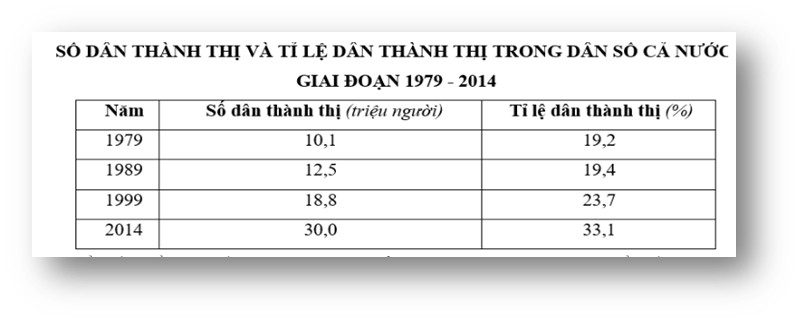 SỐ DÂN THÀNH THỊ VÀ TỈ LỆ DÂN THÀNH THỊ TRONG DÂN SỐ CẢ NƯỚC
GIAI ĐOẠN 1979 - 2014
Năm Số dân thành thị (triệu người) Tỉ lệ dân thành thị (%)
1979 10,1 19,2
1989 12,5 19,4
1999 18,8 23,7
2014 30,0 33,1